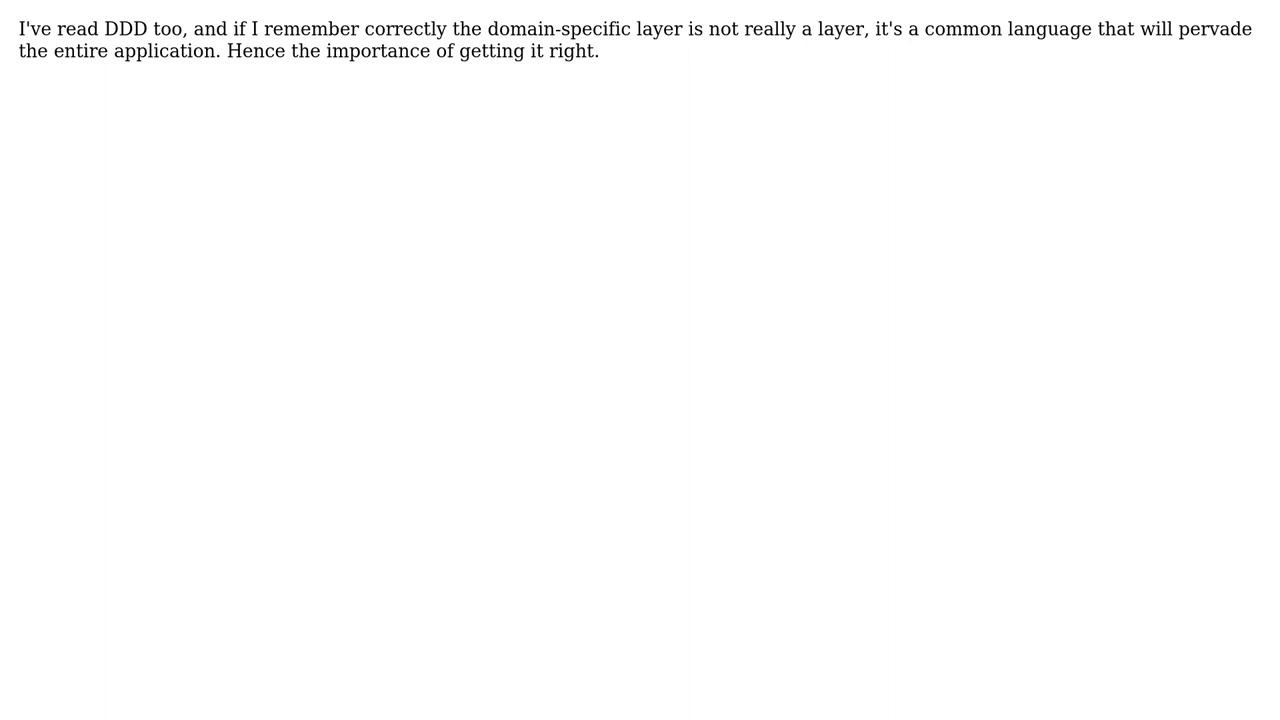 I've read DDD too, and if I remember correctly the domain-specific layer is not really a layer, it's a common language that will pervade
the entire application. Hence the importance of getting it right.